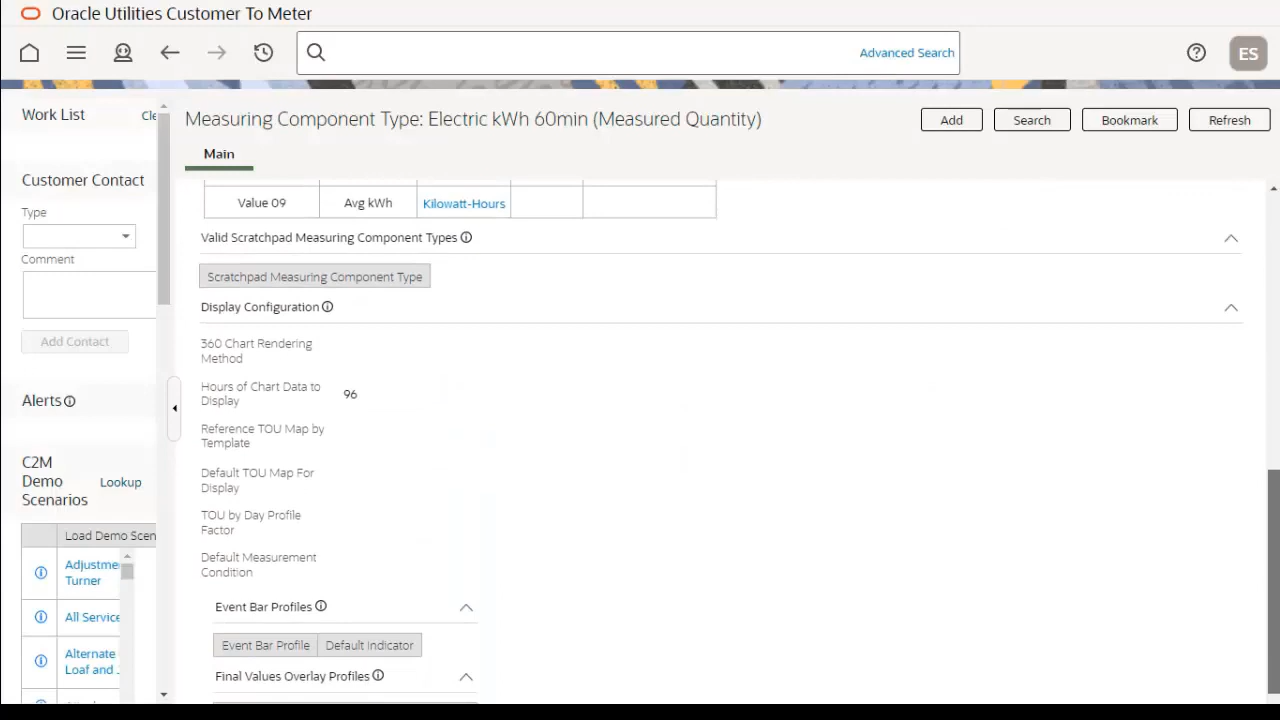 Oracle Utilities Customer To Meter
Advanced Search
ES
Work List
Cle
Customer Contact
Type
Comment
Add Contact
Alerts
C2M
Demo
Scenarios
Lookup
Load Demo Scen
Adjustme
Turner
All Service
Alternate
Loaf and
Measuring Component Type: Electric kWh 60min (Measured Quantity)
Add Search Bookmark Refresh
Main
Value 09 Avg kWh Kilowatt-Hours
Valid Scratchpad Measuring Component Types
Scratchpad Measuring Component Type
Display Configuration
360 Chart Rendering
Method
Hours of Chart Data to
Display
96
Reference TOU Map by
Template
Default TOU Map For
Display
TOU by Day Profile
Factor
Default Measurement
Condition
Event Bar Profiles
Event Bar Profile Default Indicator
Final Values Overlay Profiles